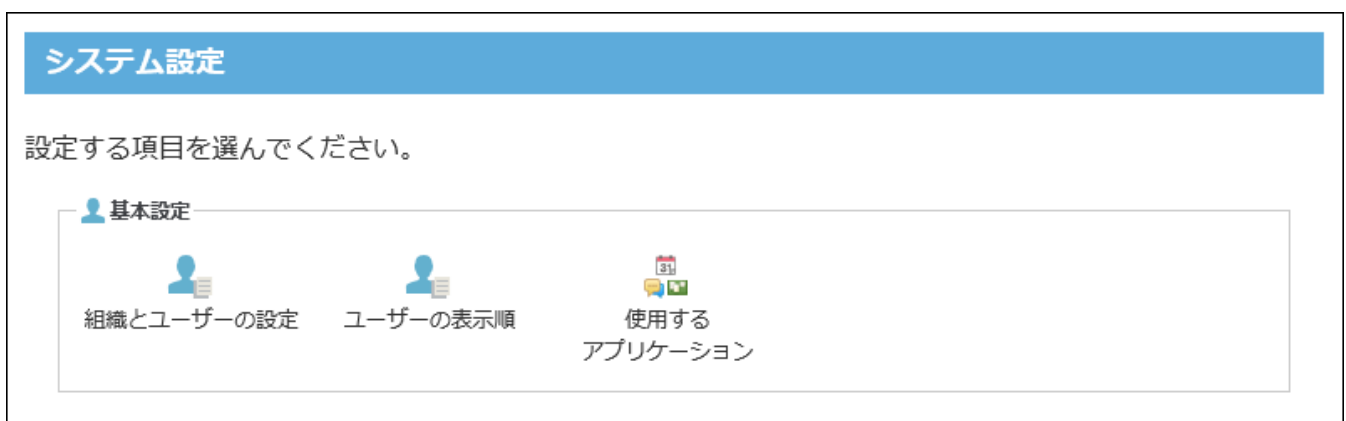 システム設定
設定する項目を選んでください。
基本設定
組織とユーザーの設定
ユーザーの表示順
31
使用する
アプリケーション